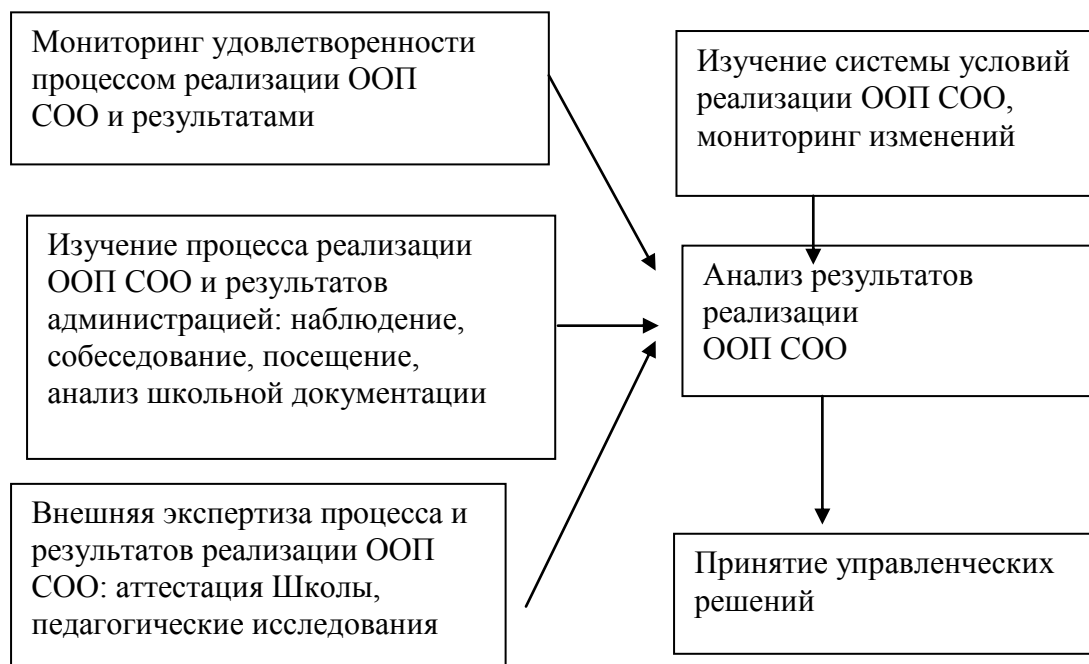 Мониторинг удовлетворенности
процессом реализации ООП
СОО и результатами
Изучение системы условий
реализации ООП СОО,
мониторинг изменений
Изучение процесса реализации
ООП СОО и результатов
администрацией: наблюдение,
собеседование, посещение,
анализ школьной документации
Анализ результатов
реализации
ООП СОО
Внешняя экспертиза процесса и
результатов реализации ООП
СОО: аттестация Школы,
педагогические исследования
Принятие управленческих
решений